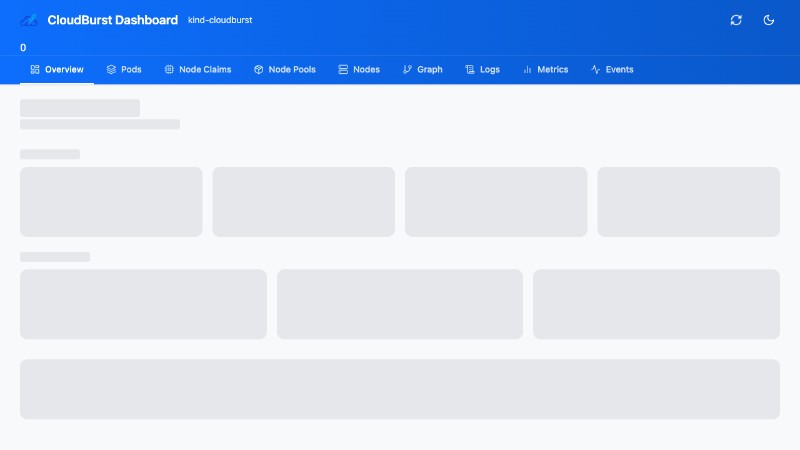 CloudBurst Dashboard kind-cloudburst
0
Overview Pods Node Claims Node Pools Nodes Graph Logs Metrics Events